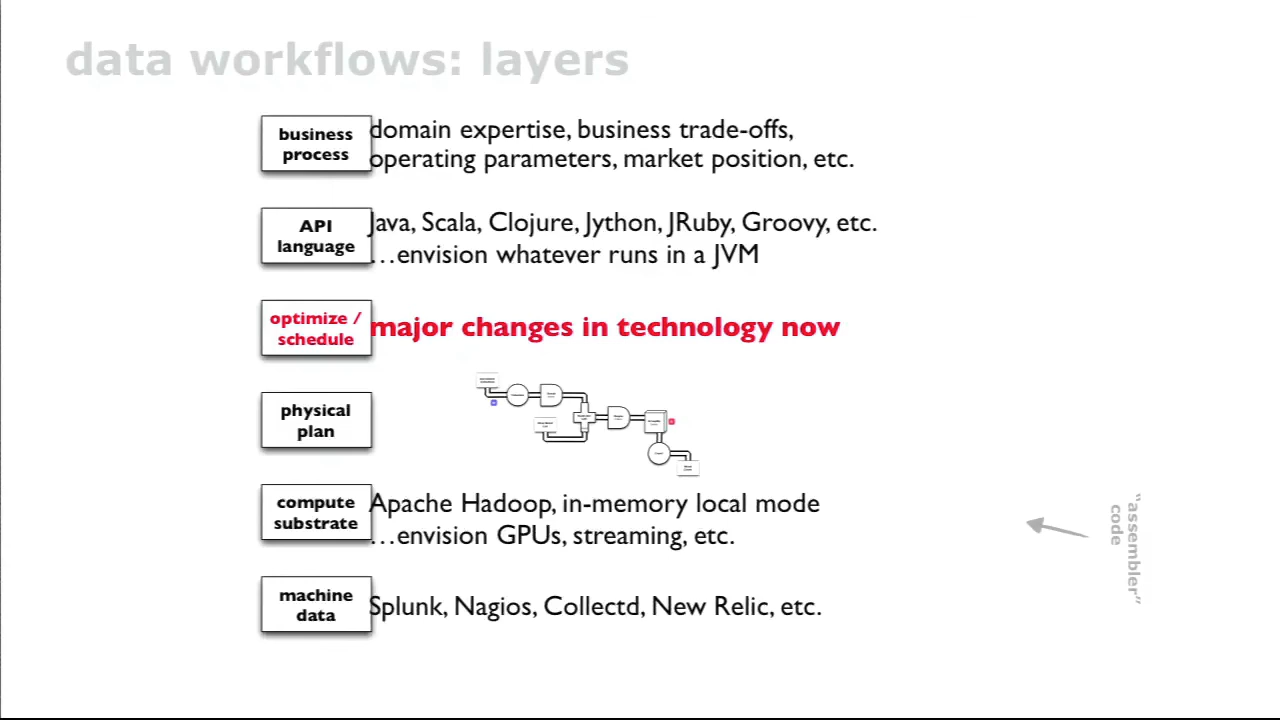 data workflows: layers
business
process
domain expertise, business trade-offs,
operating parameters, market position, etc.
API
language
Java, Scala, Clojure, Jython, JRuby, Groovy, etc.
…envision whatever runs in a JVM
optimize /
schedule
major changes in technology now
physical
plan
compute
substrate
Apache Hadoop, in-memory local mode
…envision GPUs, streaming, etc.
"assembler"
code
machine
data
Splunk, Nagios, Collectd, New Relic, etc.